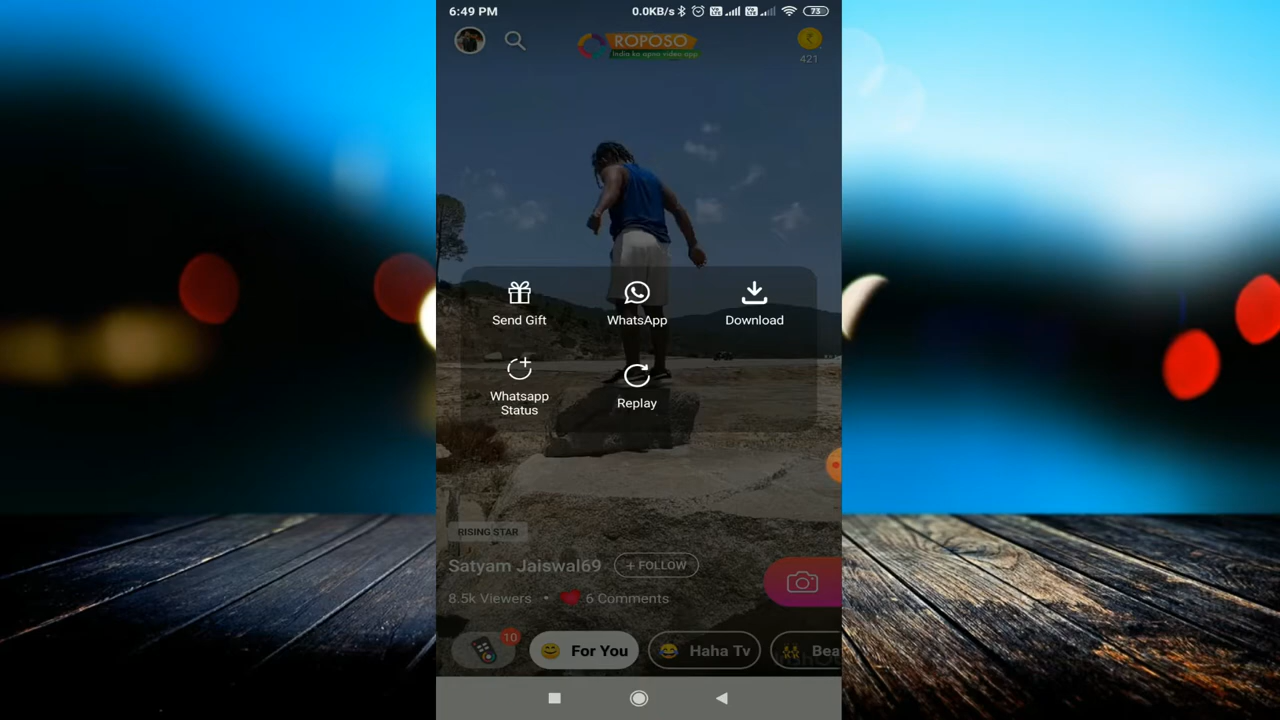 6:49 PM
0.0KB/s
73
ROPOSO
India ka apna video app
421
Send Gift
WhatsApp
Download
Whatsapp
Status
Replay
RISING STAR
Satyam Jaiswal69
+ FOLLOW
8.5k Viewers • 6 Comments
10
For You
Haha Tv
Bea